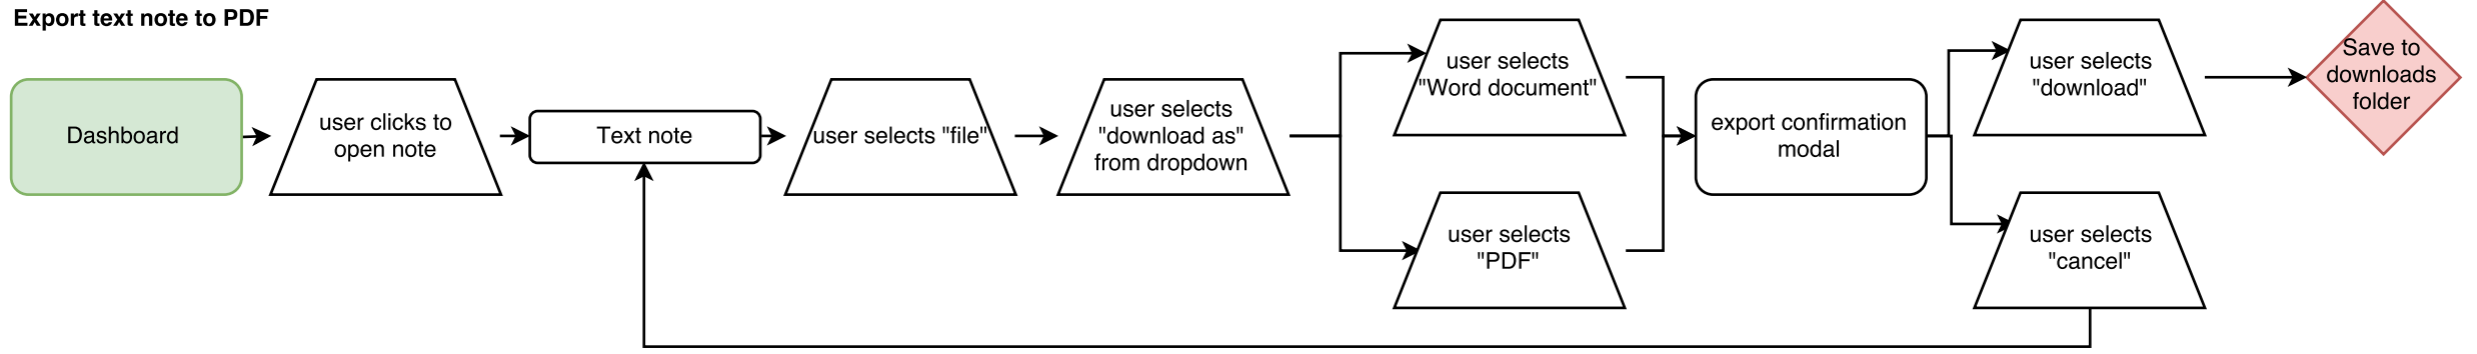 Export text note to PDF
Dashboard
user clicks to
open note
Text note
user selects "file"
user selects
"download as"
from dropdown
user selects
"Word document"
user selects
"PDF"
export confirmation
modal
user selects
"download"
user selects
"cancel"
Save to
downloads
folder